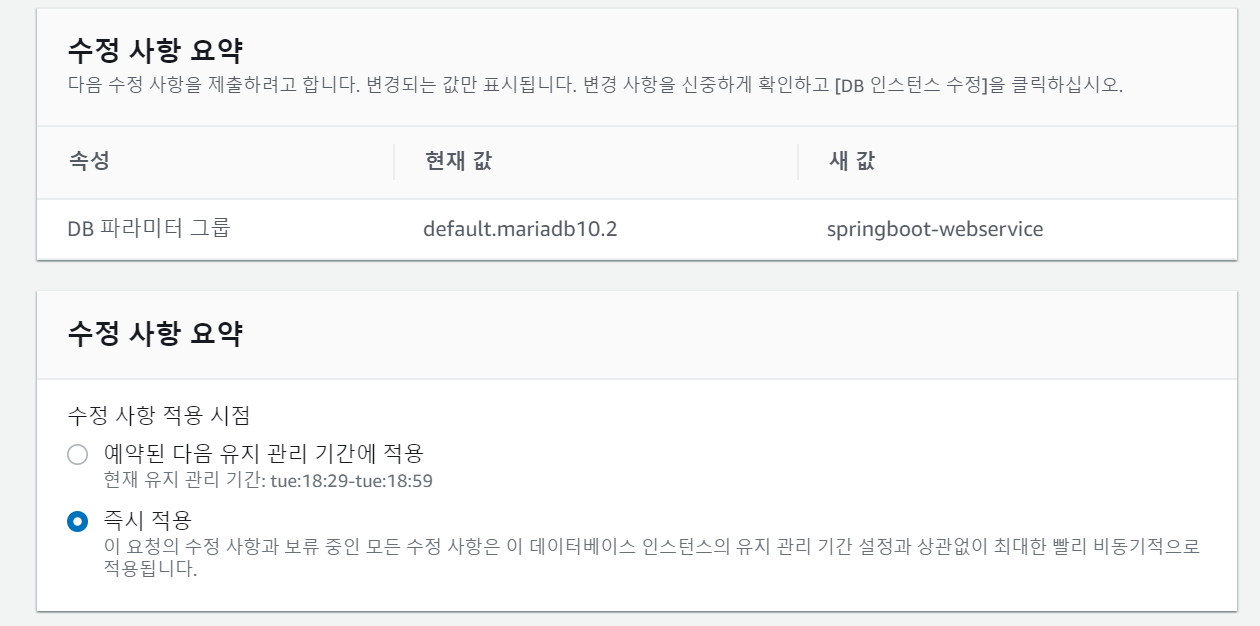 수정 사항 요약
다음 수정 사항을 제출하려고 합니다. 변경되는 값만 표시됩니다. 변경 사항을 신중하게 확인하고 [DB 인스턴스 수정]을 클릭하십시오.
속성 현재 값 새 값
DB 파라미터 그룹 default.mariadb10.2 springboot-webservice
수정 사항 요약
수정 사항 적용 시점
예약된 다음 유지 관리 기간에 적용
현재 유지 관리 기간: tue:18:29-tue:18:59
즉시 적용
이 요청의 수정 사항과 보류 중인 모든 수정 사항은 이 데이터베이스 인스턴스의 유지 관리 기간 설정과 상관없이 최대한 빨리 비동기적으로
적용됩니다.